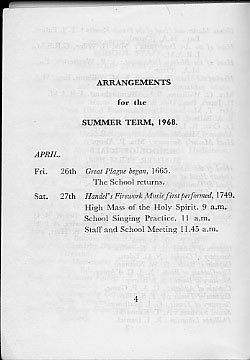 ARRANGEMENTS
for the
SUMMER TERM, 1968.
APRIL.
Fri. 26th Great Plague began, 1665.
The School returns.
Sat. 27th Handel's Firework Music first performed, 1749.
High Mass of the Holy Spirit. 9 a.m.
School Singing Practice. 11 a.m.
Staff and School Meeting 11.45 a.m.
4